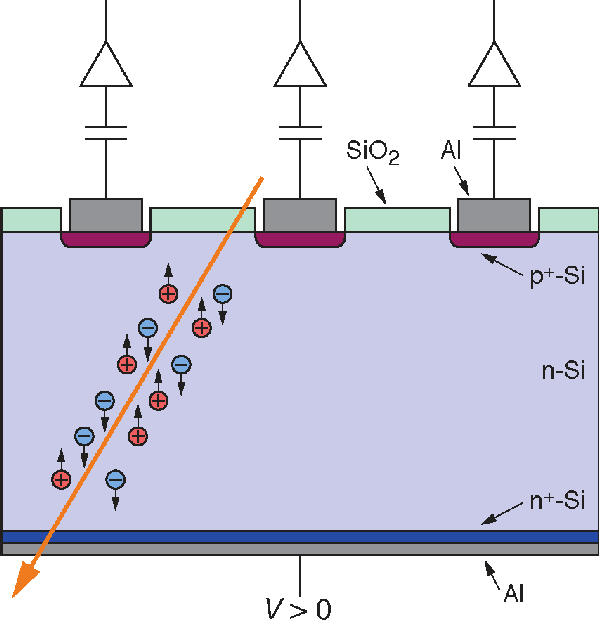 SiO₂
Al
p⁺-Si
n-Si
n⁺-Si
Al
V > 0